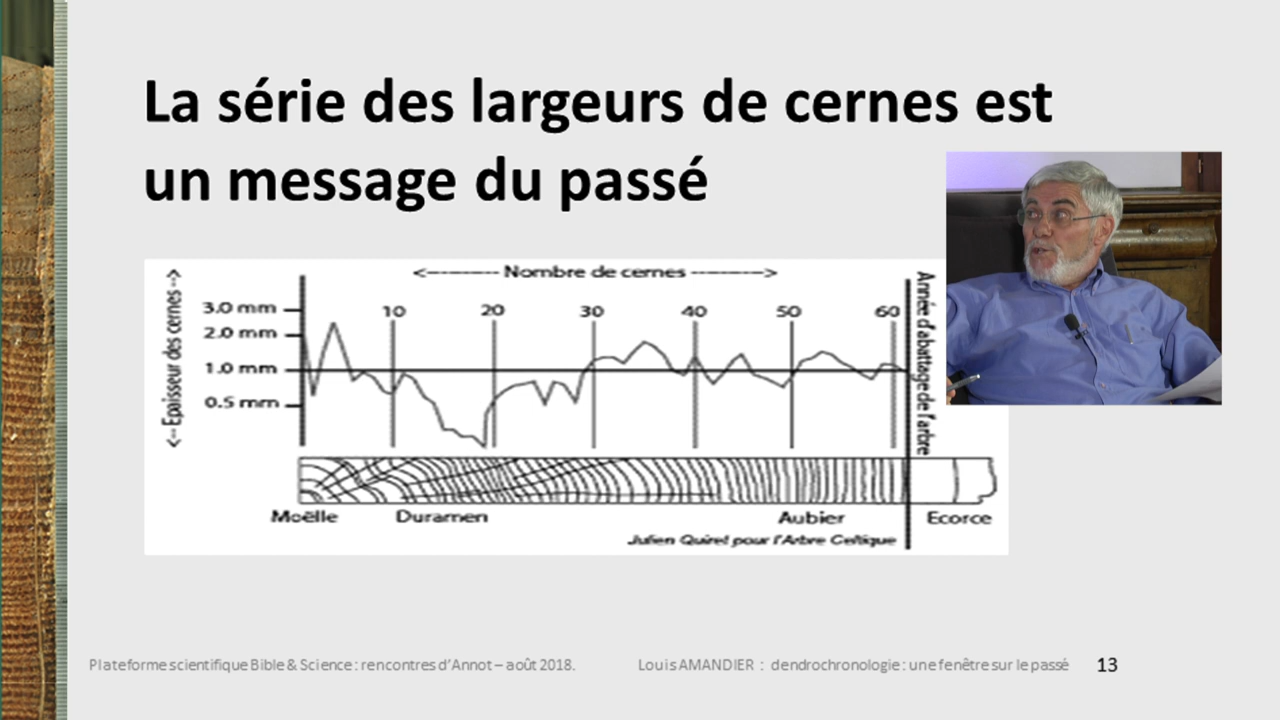 La série des largeurs de cernes est
un message du passé
<---------- Nombre de cernes ---------->
<-- Epaisseur des cernes -->
3.0 mm
2.0 mm
1.0 mm
0.5 mm
10 20 30 40 50 60
Année d'abattage de l'arbre
Moëlle Duramen Aubier Ecorce
Julien Quiret pour l'Arbre Celtique
Plateforme scientifique Bible & Science : rencontres d'Annot – août 2018. Louis AMANDIER : dendrochronologie : une fenêtre sur le passé 13